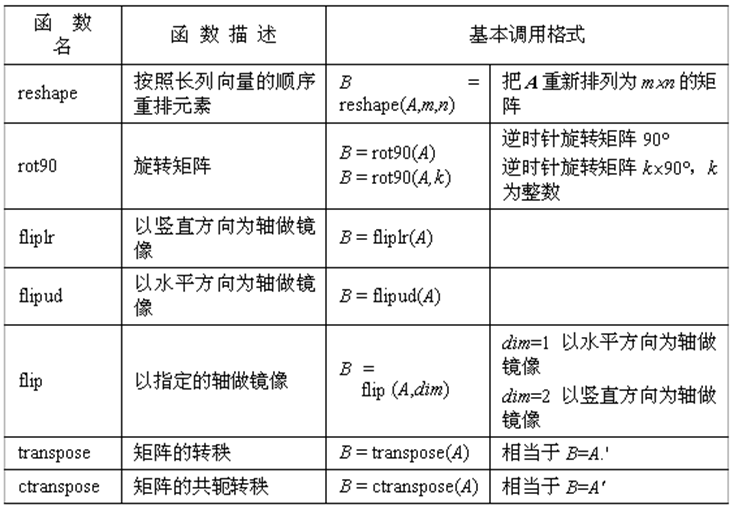 函 数
名
函 数 描 述
基本调用格式
reshape
按照长列向量的顺序
重排元素
B =
reshape(A,m,n)
把 A 重新排列为 m×n 的矩
阵
rot90
旋转矩阵
B = rot90(A)
B = rot90(A,k)
逆时针旋转矩阵 90°
逆时针旋转矩阵 k×90°，k
为整数
fliplr
以竖直方向为轴做镜
像
B = fliplr(A)
flipud
以水平方向为轴做镜
像
B = flipud(A)
flip
以指定的轴做镜像
B =
flip (A,dim)
dim=1 以水平方向为轴做
镜像
dim=2 以竖直方向为轴做
镜像
transpose
矩阵的转秩
B = transpose(A)
相当于 B=A.'
ctranspose
矩阵的共轭转秩
B = ctranspose(A)
相当于 B=A'